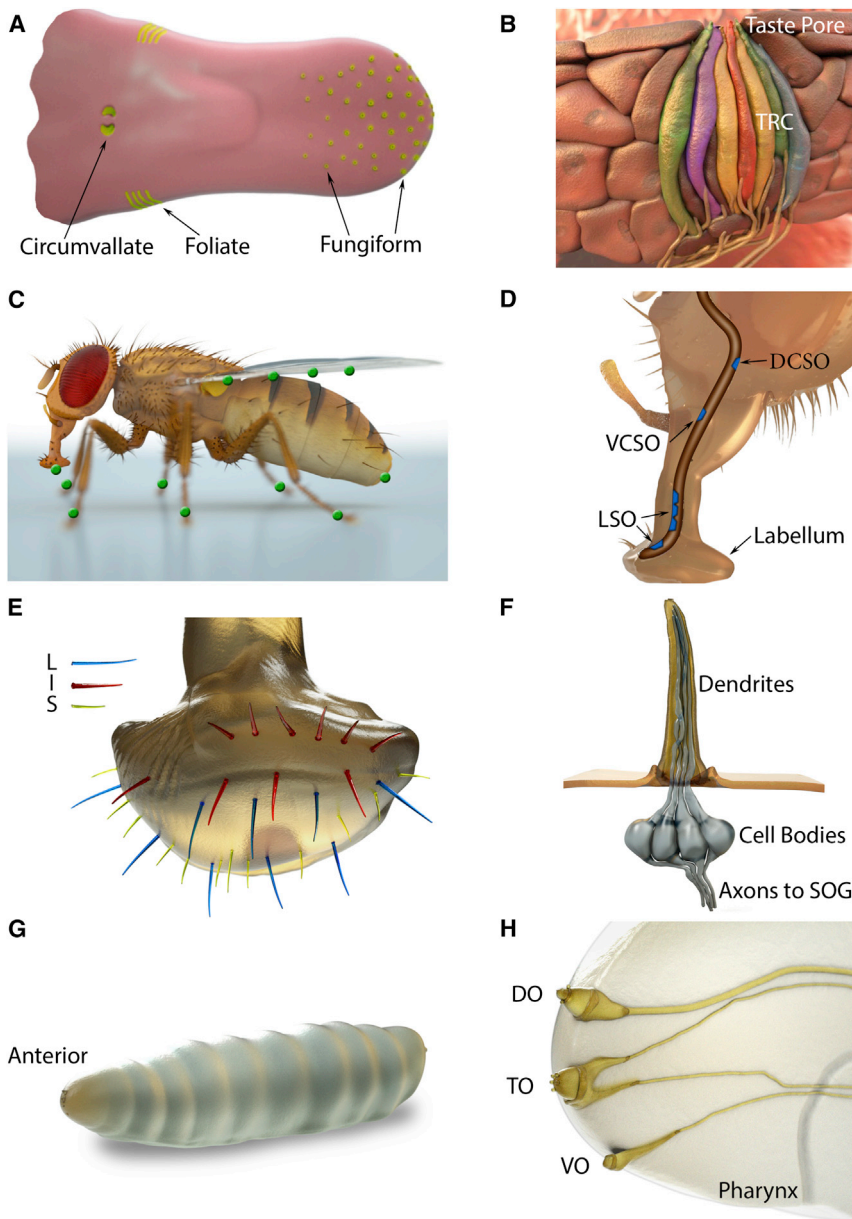 A
Circumvallate
Foliate
Fungiform
B
Taste Pore
TRC
C
D
DCSO
VCSO
LSO
Labellum
E
L
I
S
F
Dendrites
Cell Bodies
Axons to SOG
G
Anterior
H
DO
TO
VO
Pharynx